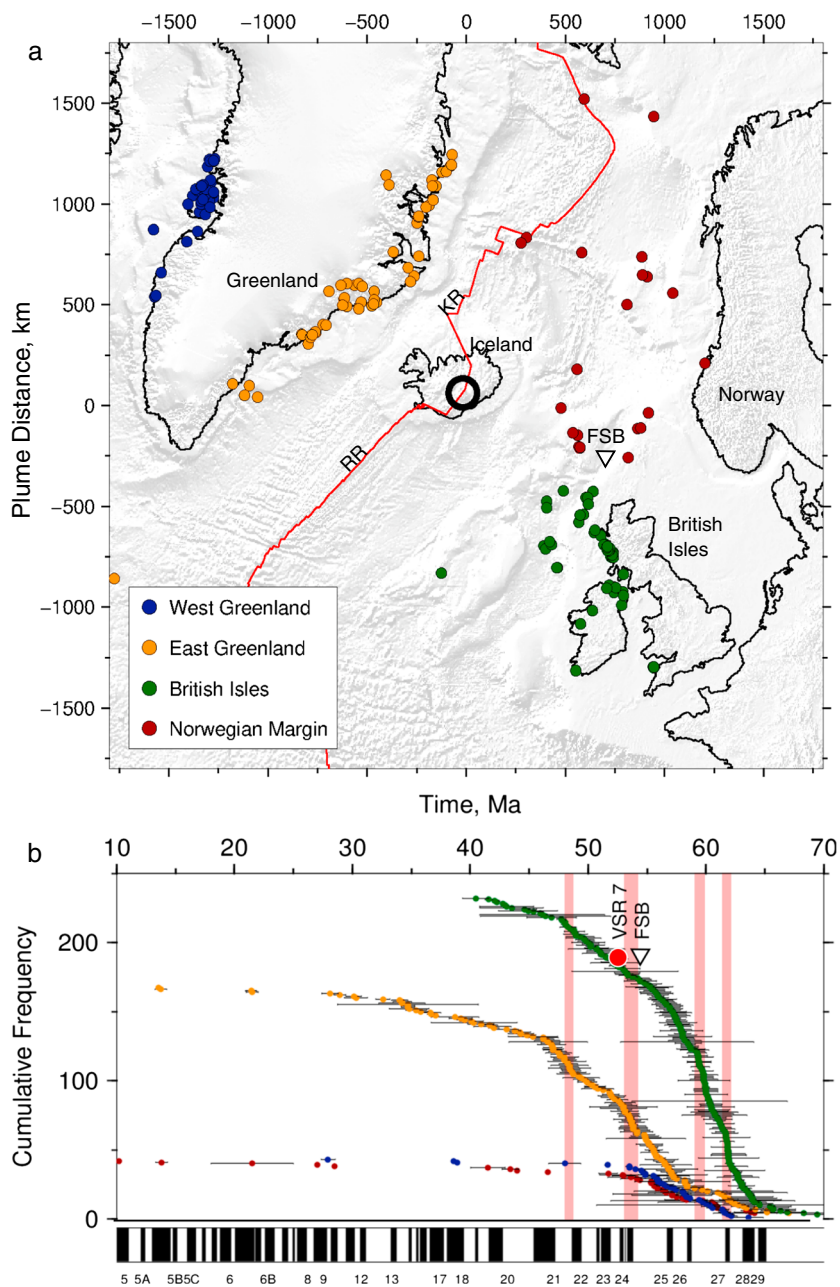 a
−1500 −1000 −500 0 500 1000 1500
1500
1000
500
0
−500
−1000
−1500
Plume Distance, km
Greenland
KR
Iceland
Norway
RR
FSB
British
Isles
West Greenland
East Greenland
British Isles
Norwegian Margin
Time, Ma
b
10 20 30 40 50 60 70
VSR 7
FSB
200
100
0
Cumulative Frequency
5 5A 5B 5C 6 6B 8 9 12 13 17 18 20 21 22 23 24 25 26 27 28 29